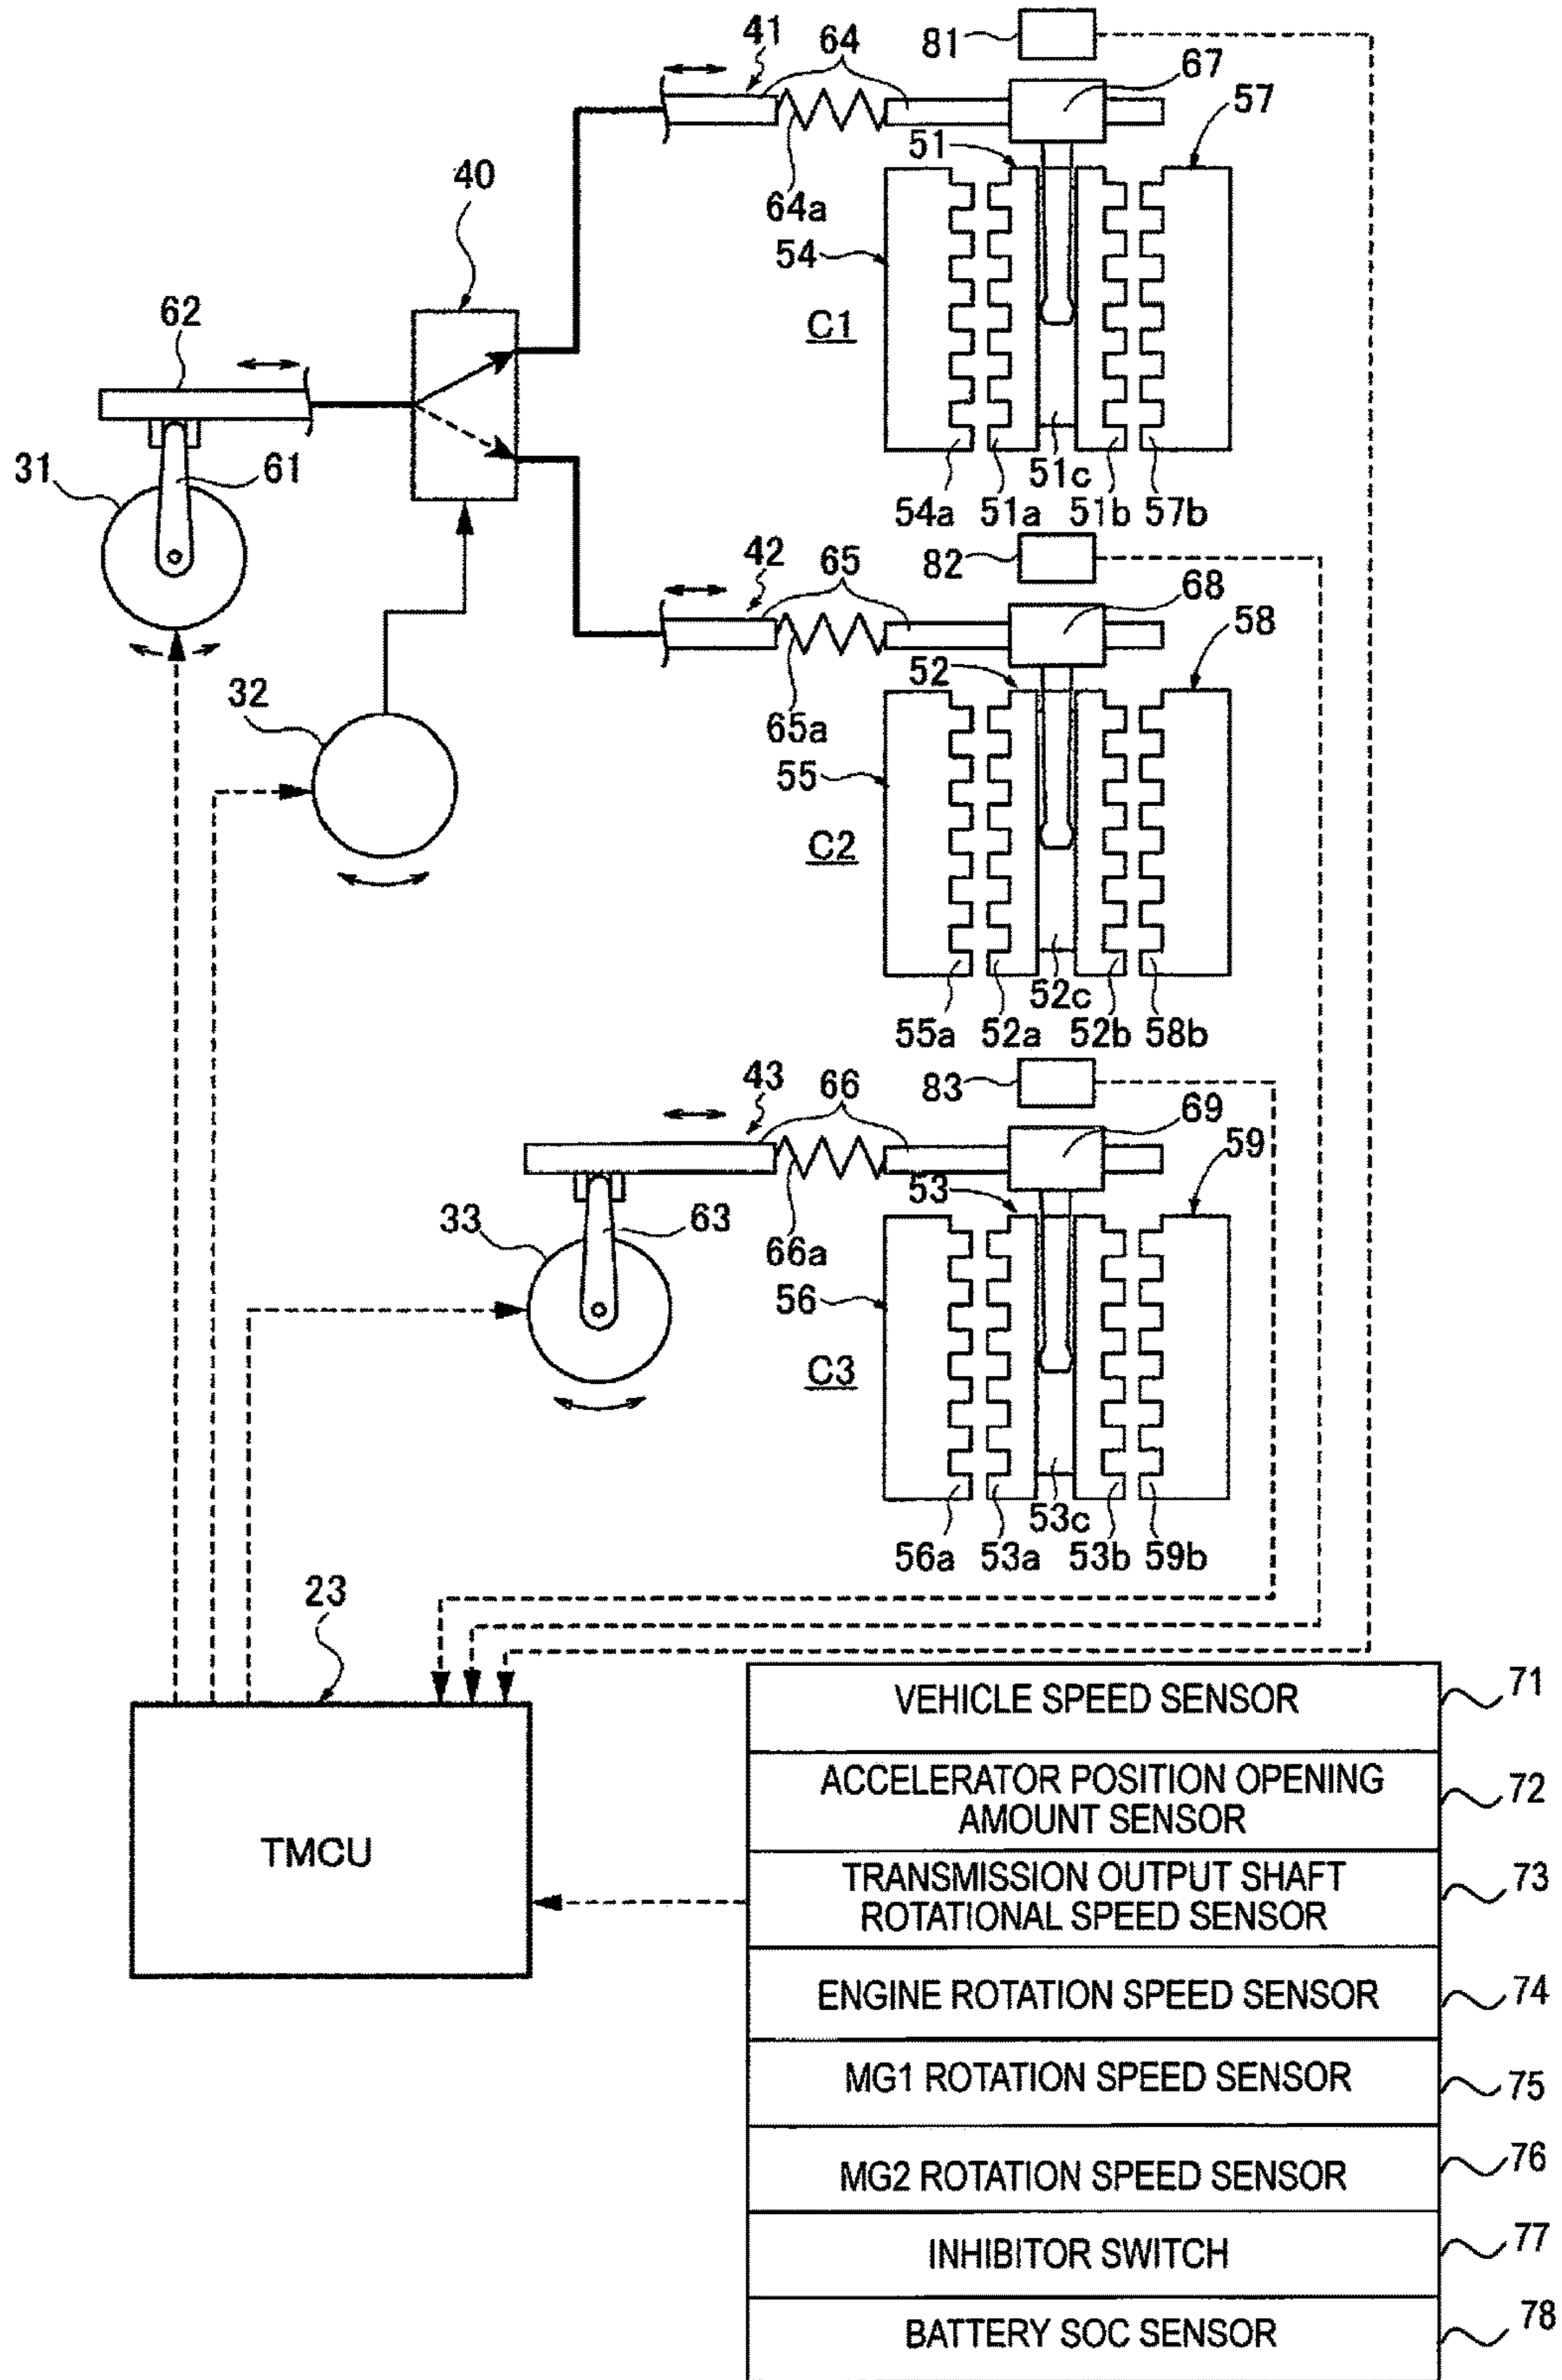 41
64
81
67
57
51
40
64a
54
62
C1
31
61
51c
54a
51a
51b
57b
42
65
82
68
58
52
32
65a
55
C2
52c
55a
52a
52b
58b
43
66
83
69
59
53
33
63
66a
56
C3
53c
56a
53a
53b
59b
23
TMCU
VEHICLE SPEED SENSOR
71
ACCELERATOR POSITION OPENING
AMOUNT SENSOR
72
TRANSMISSION OUTPUT SHAFT
ROTATIONAL SPEED SENSOR
73
ENGINE ROTATION SPEED SENSOR
74
MG1 ROTATION SPEED SENSOR
75
MG2 ROTATION SPEED SENSOR
76
INHIBITOR SWITCH
77
BATTERY SOC SENSOR
78